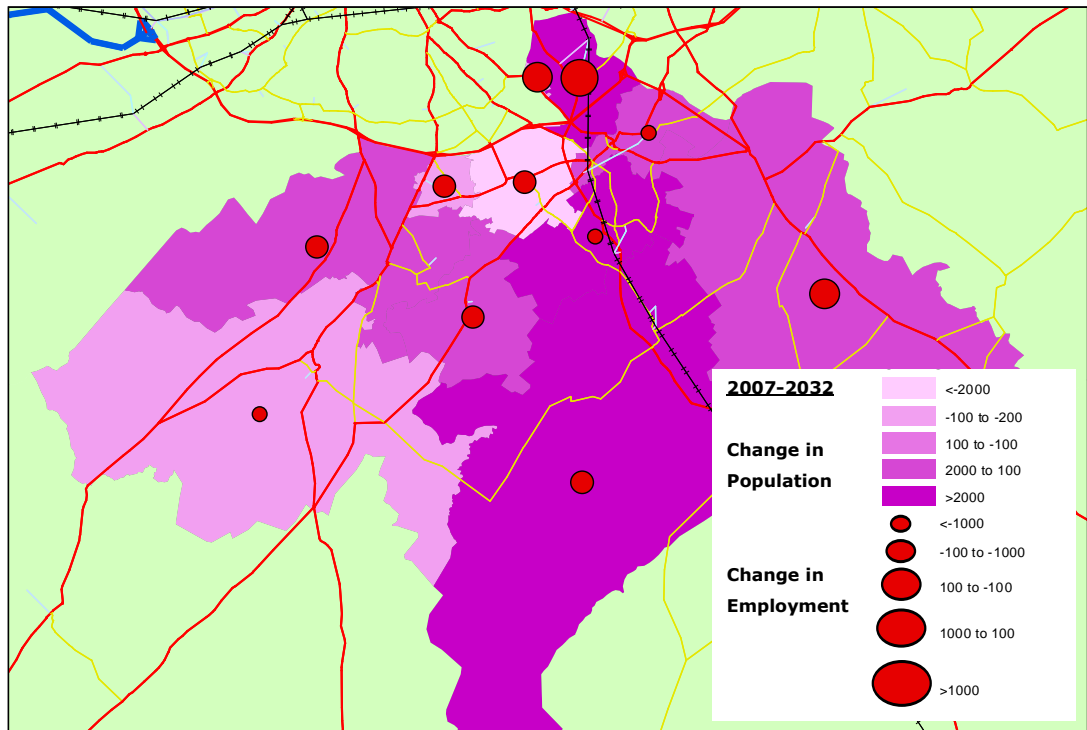 2007-2032
<-2000
-100 to -200
Change in
Population
100 to -100
2000 to 100
>2000
<-1000
-100 to -1000
Change in
Employment
100 to -100
1000 to 100
>1000